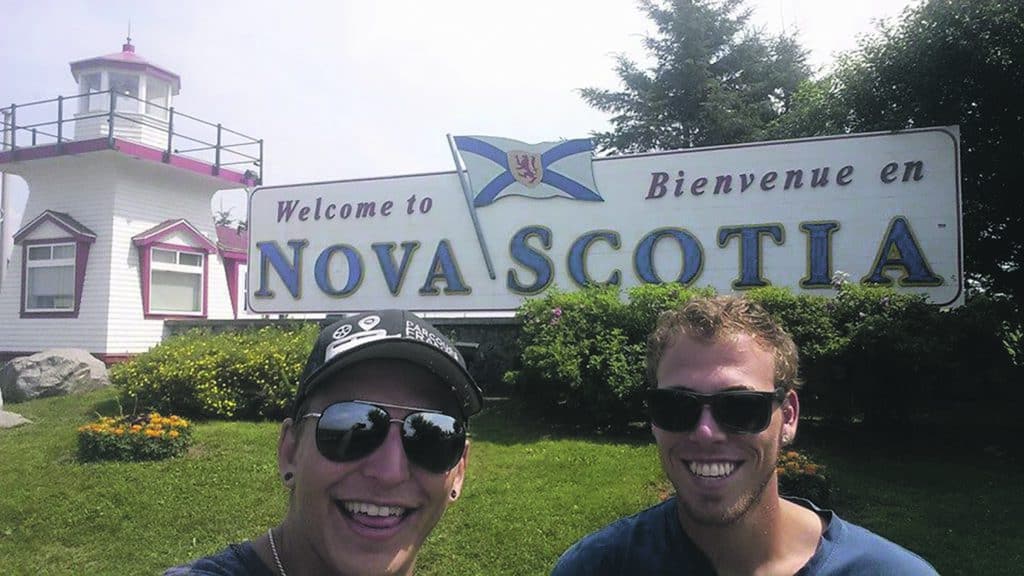 Welcome to
Bienvenue en
NOVA SCOTIA